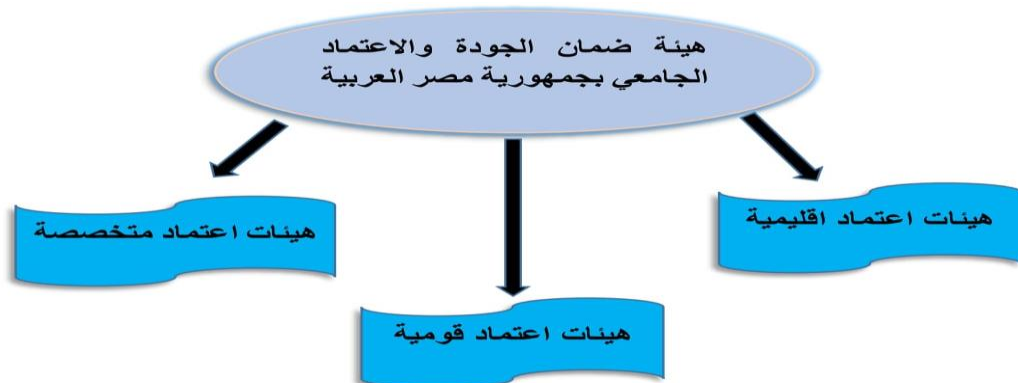 هيئة ضمان الجودة والاعتماد
الجامعي بجمهورية مصر العربية
هيئات اعتماد اقليمية
هيئات اعتماد متخصصة
هيئات اعتماد قومية